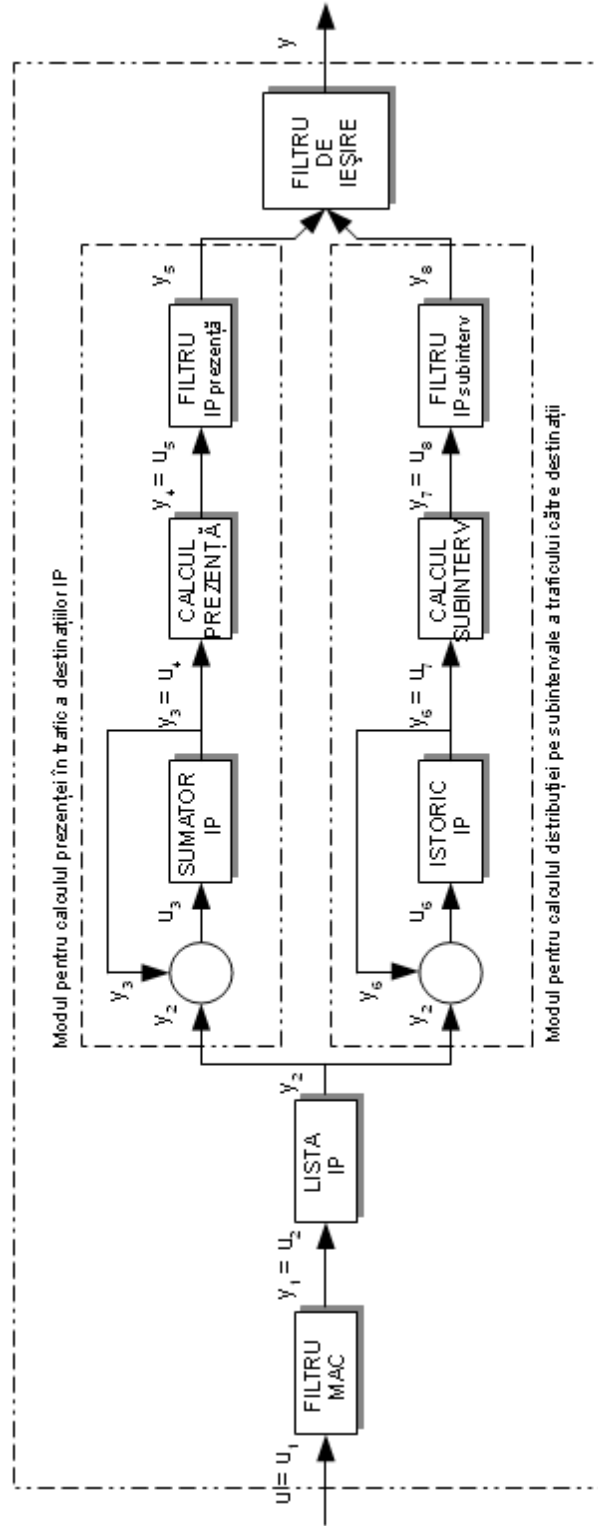 u = u₁
FILTRU
MAC
y₁ = u₂
LISTA
IP
y₂
Modul pentru calculul prezenței în trafic a destinațiilor IP
y₂
y₃
u₃
SUMATOR
IP
y₃ = u₄
CALCUL
PREZENȚĂ
y₄ = u₅
FILTRU
IP prezență
y₅
y₂
y₆
u₆
ISTORIC
IP
y₆ = u₇
CALCUL
SUBINTERV
y₇ = u₈
FILTRU
IP subinterv
y₈
Modul pentru calculul distribuției pe subintervale a traficului către destinații
FILTRU
DE
IEȘIRE
y